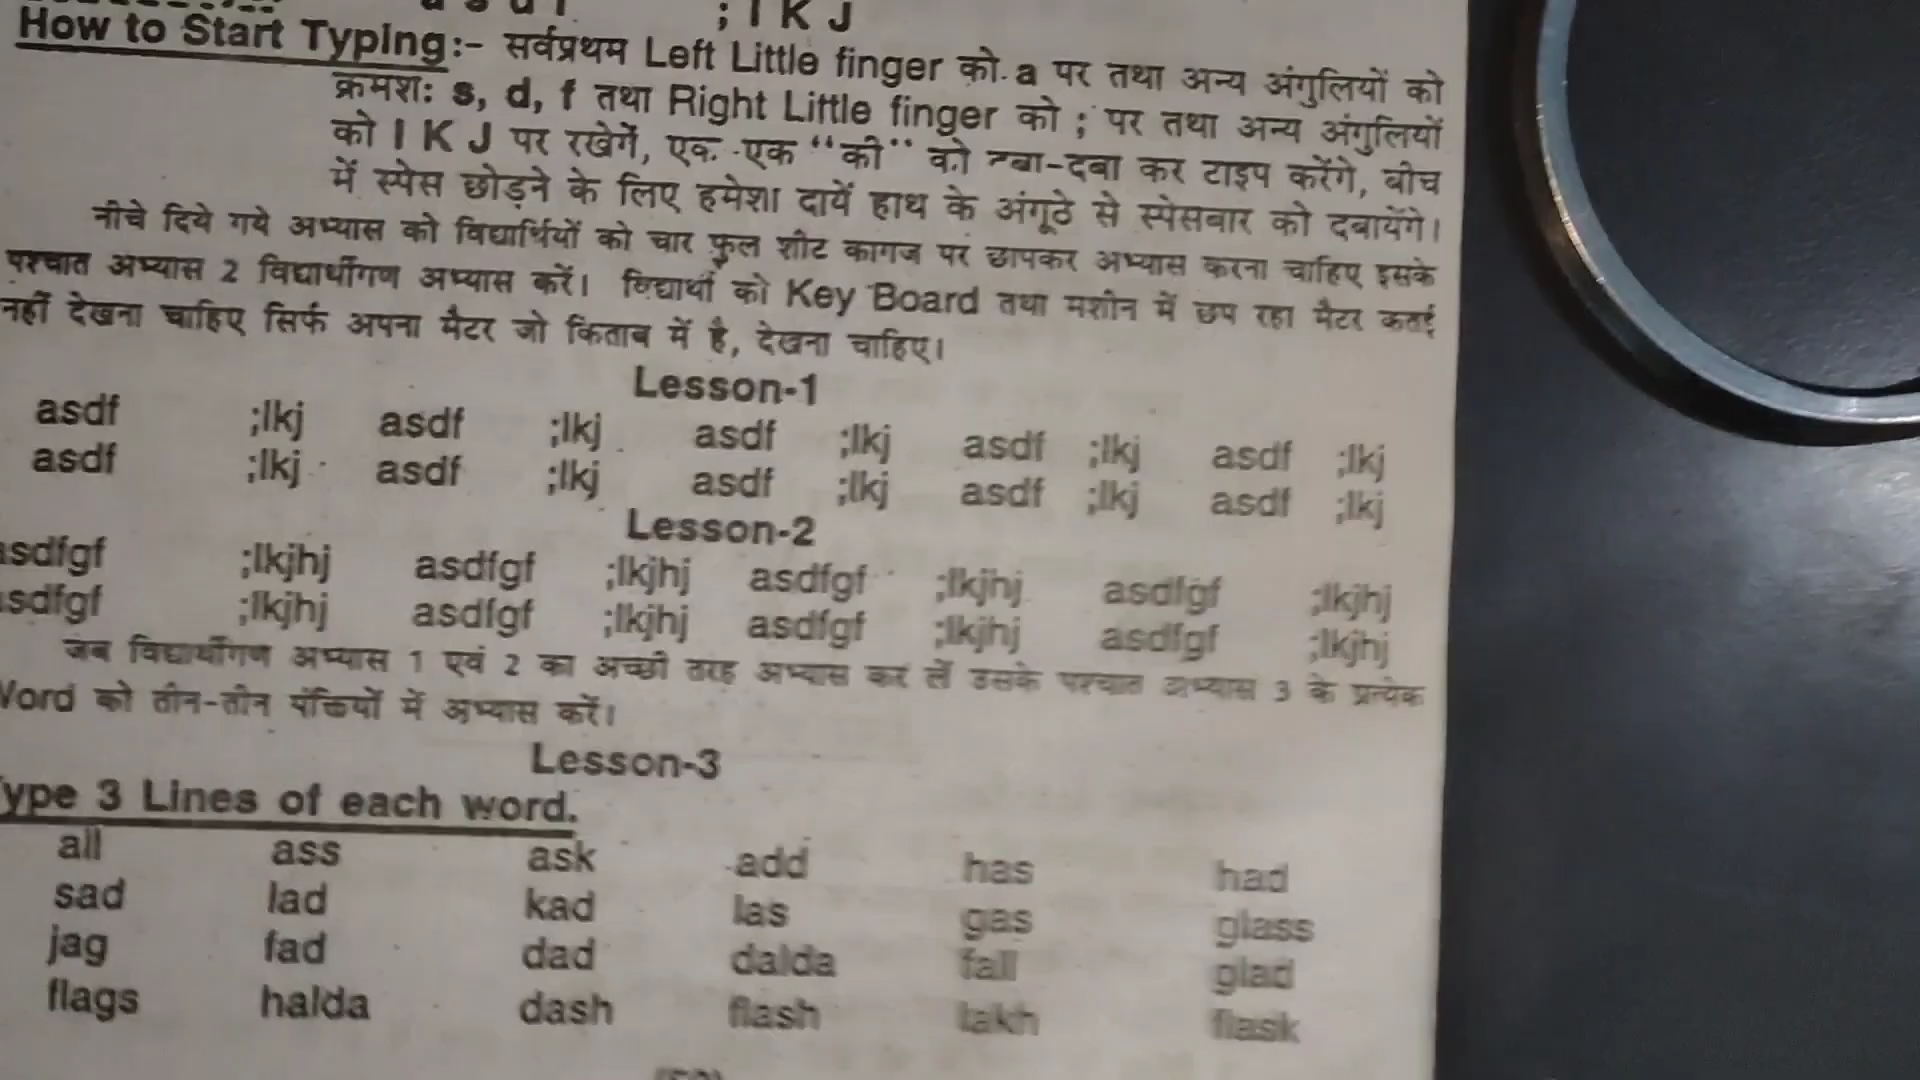 ; l K J
How to Start Typing:- सर्वप्रथम Left Little finger को a पर तथा अन्य अंगुलियों को
क्रमशः s, d, f तथा Right Little finger को ; पर तथा अन्य अंगुलियों
को l K J पर रखेगें, एक-एक "की" को दबा-दबा कर टाइप करेंगे, बीच
में स्पेस छोड़ने के लिए हमेशा दायें हाथ के अंगूठे से स्पेसबार को दबायेंगे।
नीचे दिये गये अभ्यास को विद्यार्थियों को चार फुल शीट कागज पर छापकर अभ्यास करना चाहिए इसके
पश्चात अभ्यास 2 विद्यार्थीगण अभ्यास करें। विद्यार्थी को Key Board तथा मशीन में छप रहा मैटर कतई
नहीं देखना चाहिए सिर्फ अपना मैटर जो किताब में है, देखना चाहिए।
Lesson-1
asdf ;lkj asdf ;lkj asdf ;lkj asdf ;lkj asdf ;lkj
asdf ;lkj asdf ;lkj asdf ;lkj asdf ;lkj asdf ;lkj
Lesson-2
asdfgf ;lkjhj asdfgf ;lkjhj asdfgf ;lkjhj asdfgf ;lkjhj
asdfgf ;lkjhj asdfgf ;lkjhj asdfgf ;lkjhj asdfgf ;lkjhj
जब विद्यार्थीगण अभ्यास 1 एवं 2 का अच्छी तरह अभ्यास कर लें उसके पश्चात अभ्यास 3 के प्रत्येक
Word को तीन-तीन पंक्तियों में अभ्यास करें।
Lesson-3
Type 3 Lines of each word.
all ass ask add has had
sad lad kad las gas glass
jag fad dad dalda fall glad
flags halda dash flash lakh flask